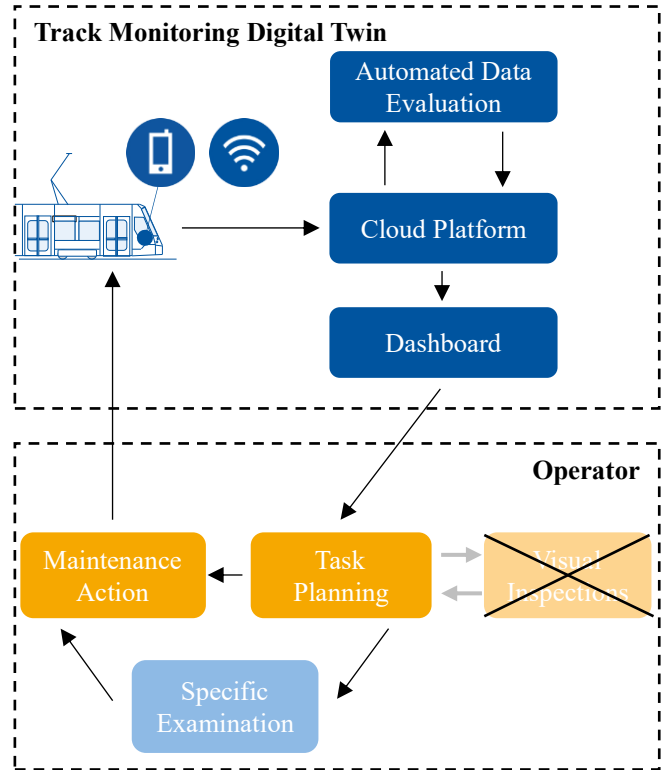 Track Monitoring Digital Twin
Automated Data
Evaluation
Cloud Platform
Dashboard
Operator
Maintenance
Action
Task
Planning
Visual
Inspections
Specific
Examination